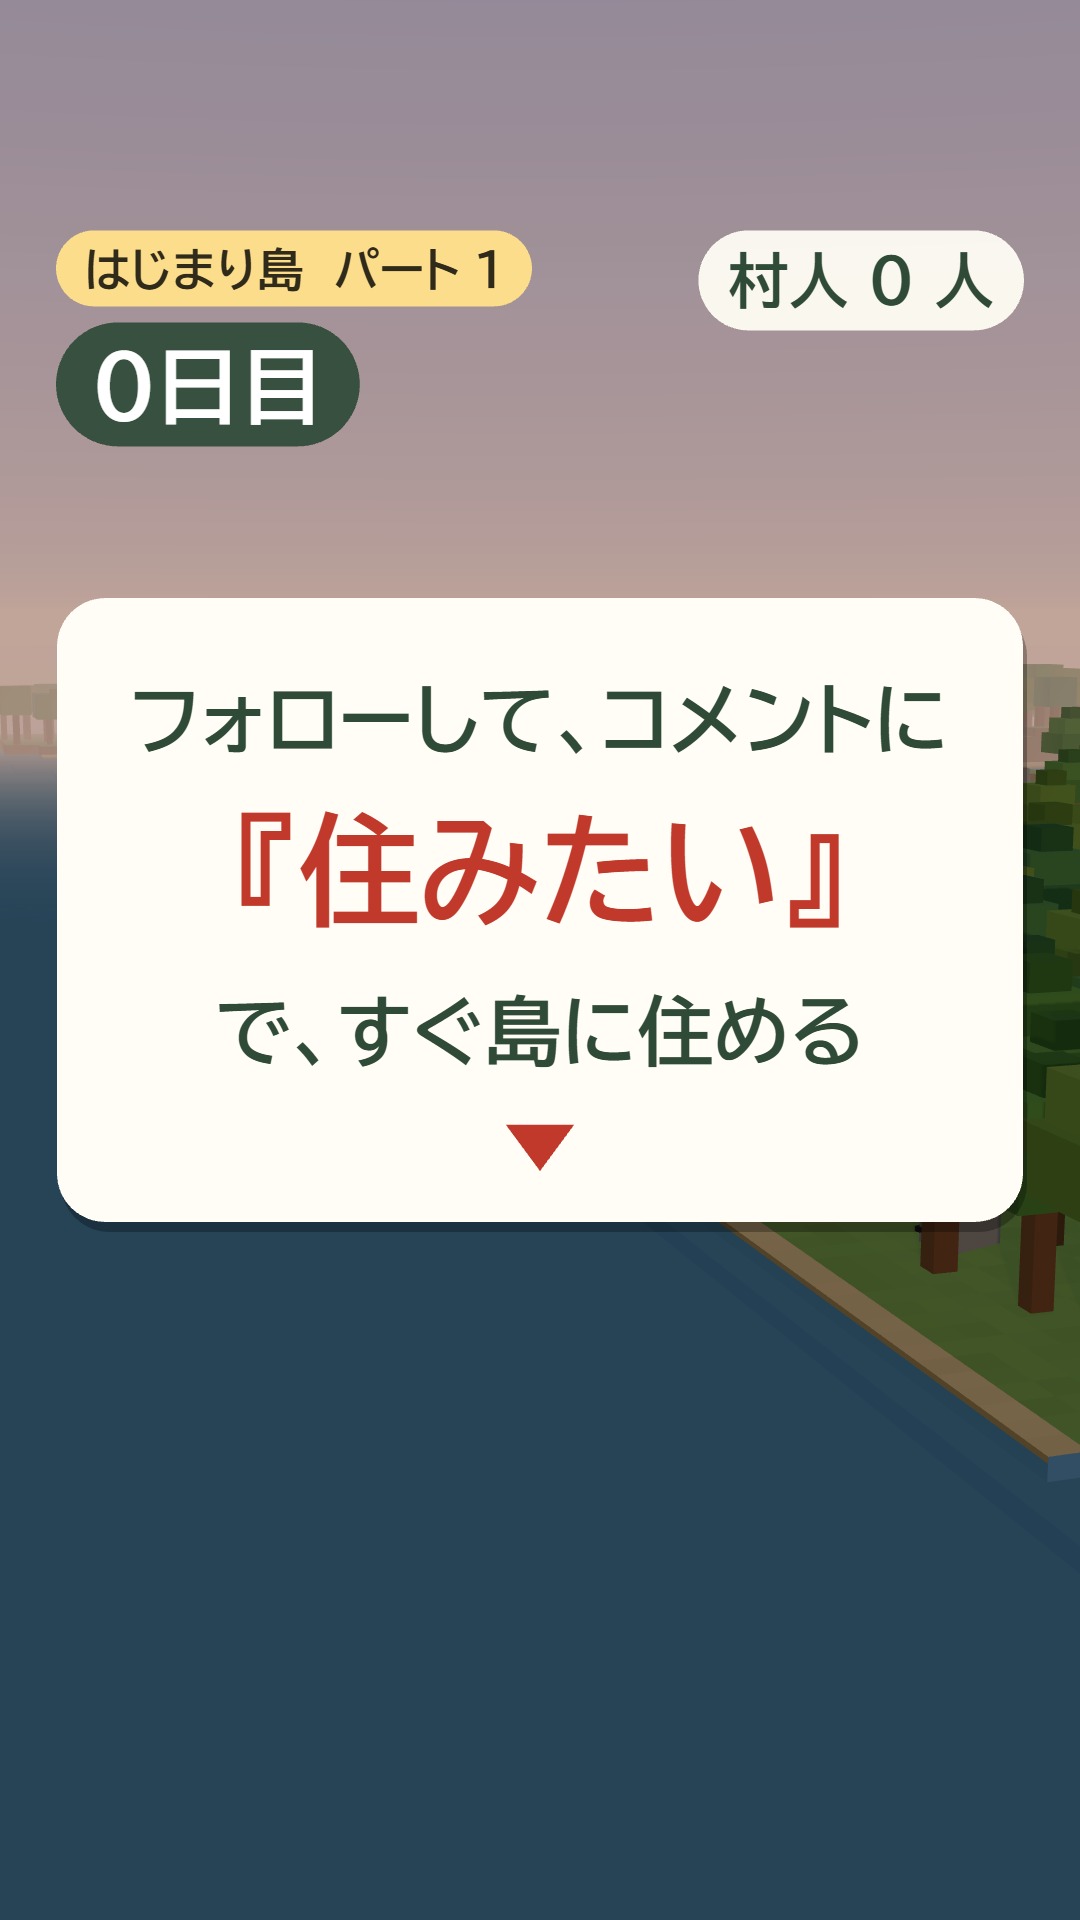 はじまり島 パート 1
村人 0 人
0日目
フォローして、コメントに
『住みたい』
で、すぐ島に住める